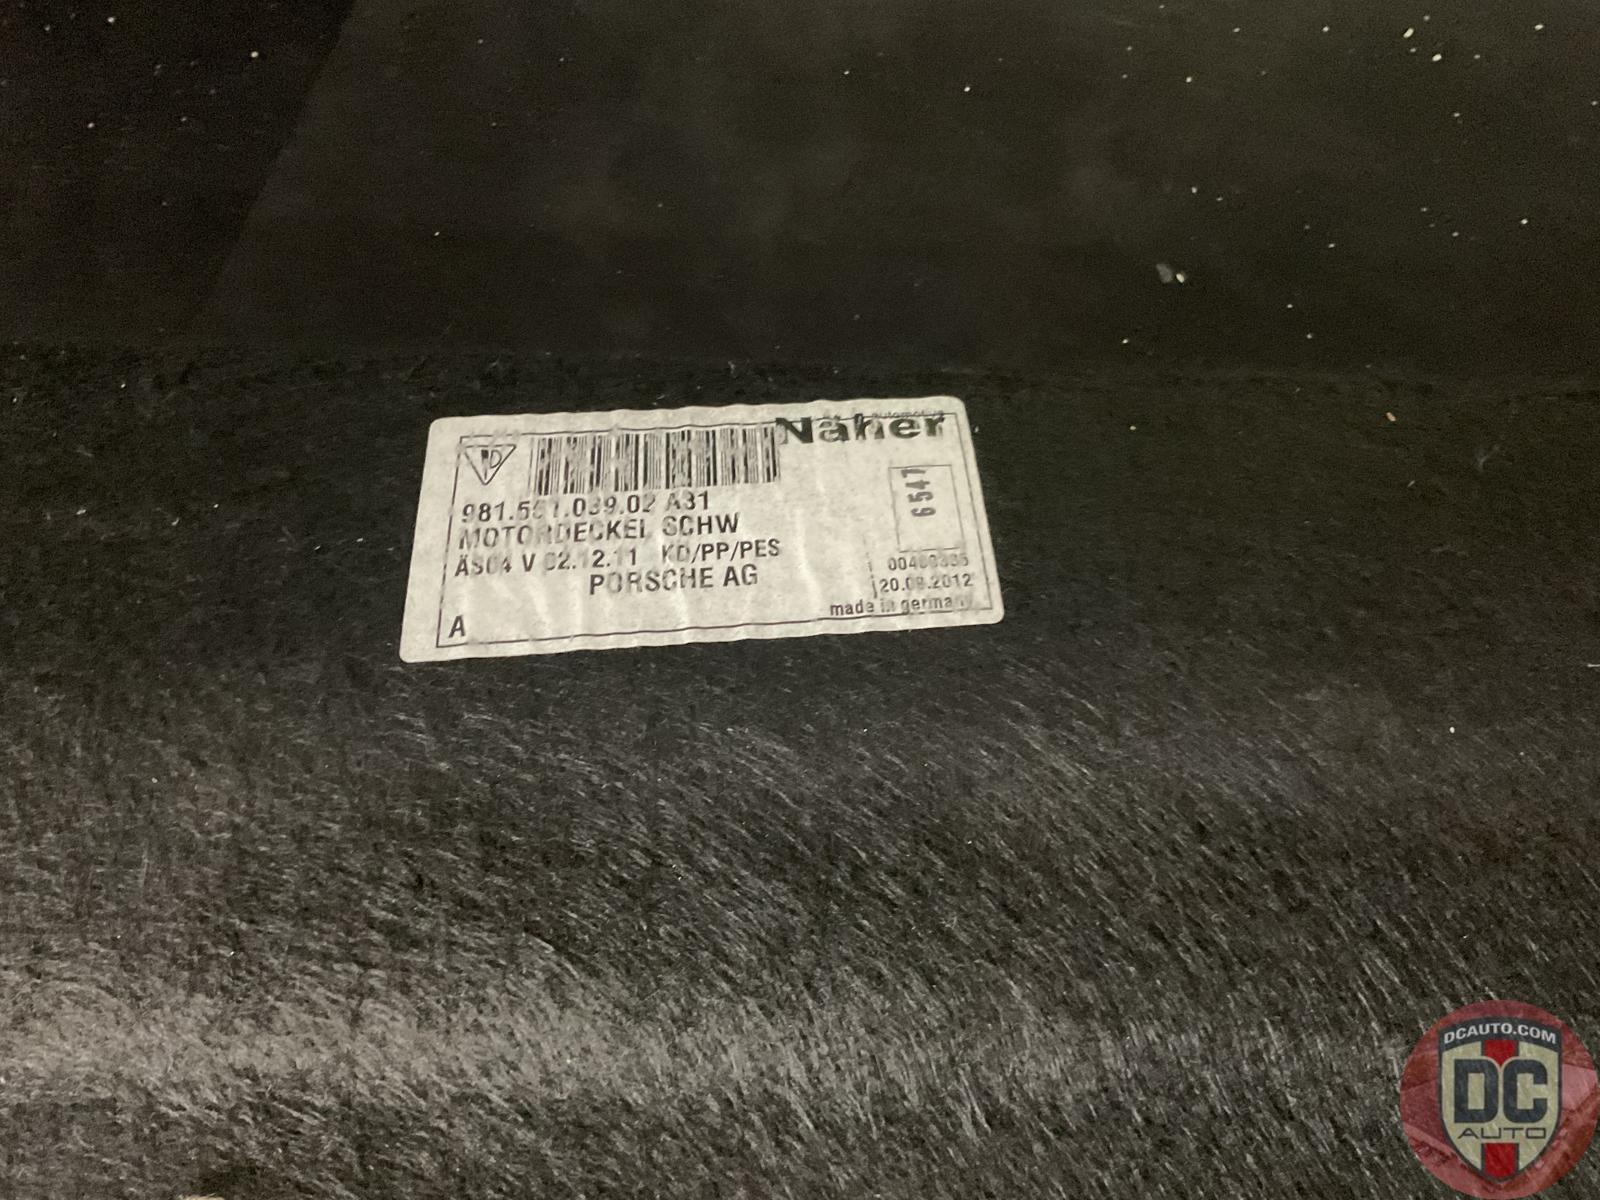 automotive
Näher
D
981.551.039.02 A31
MOTORDECKEL SCHW
ÄS04 V 02.12.11 KD/PP/PES
PORSCHE AG
A
6547
20.09.2012
made in germany
DCAUTO.COM
DC
AUTO